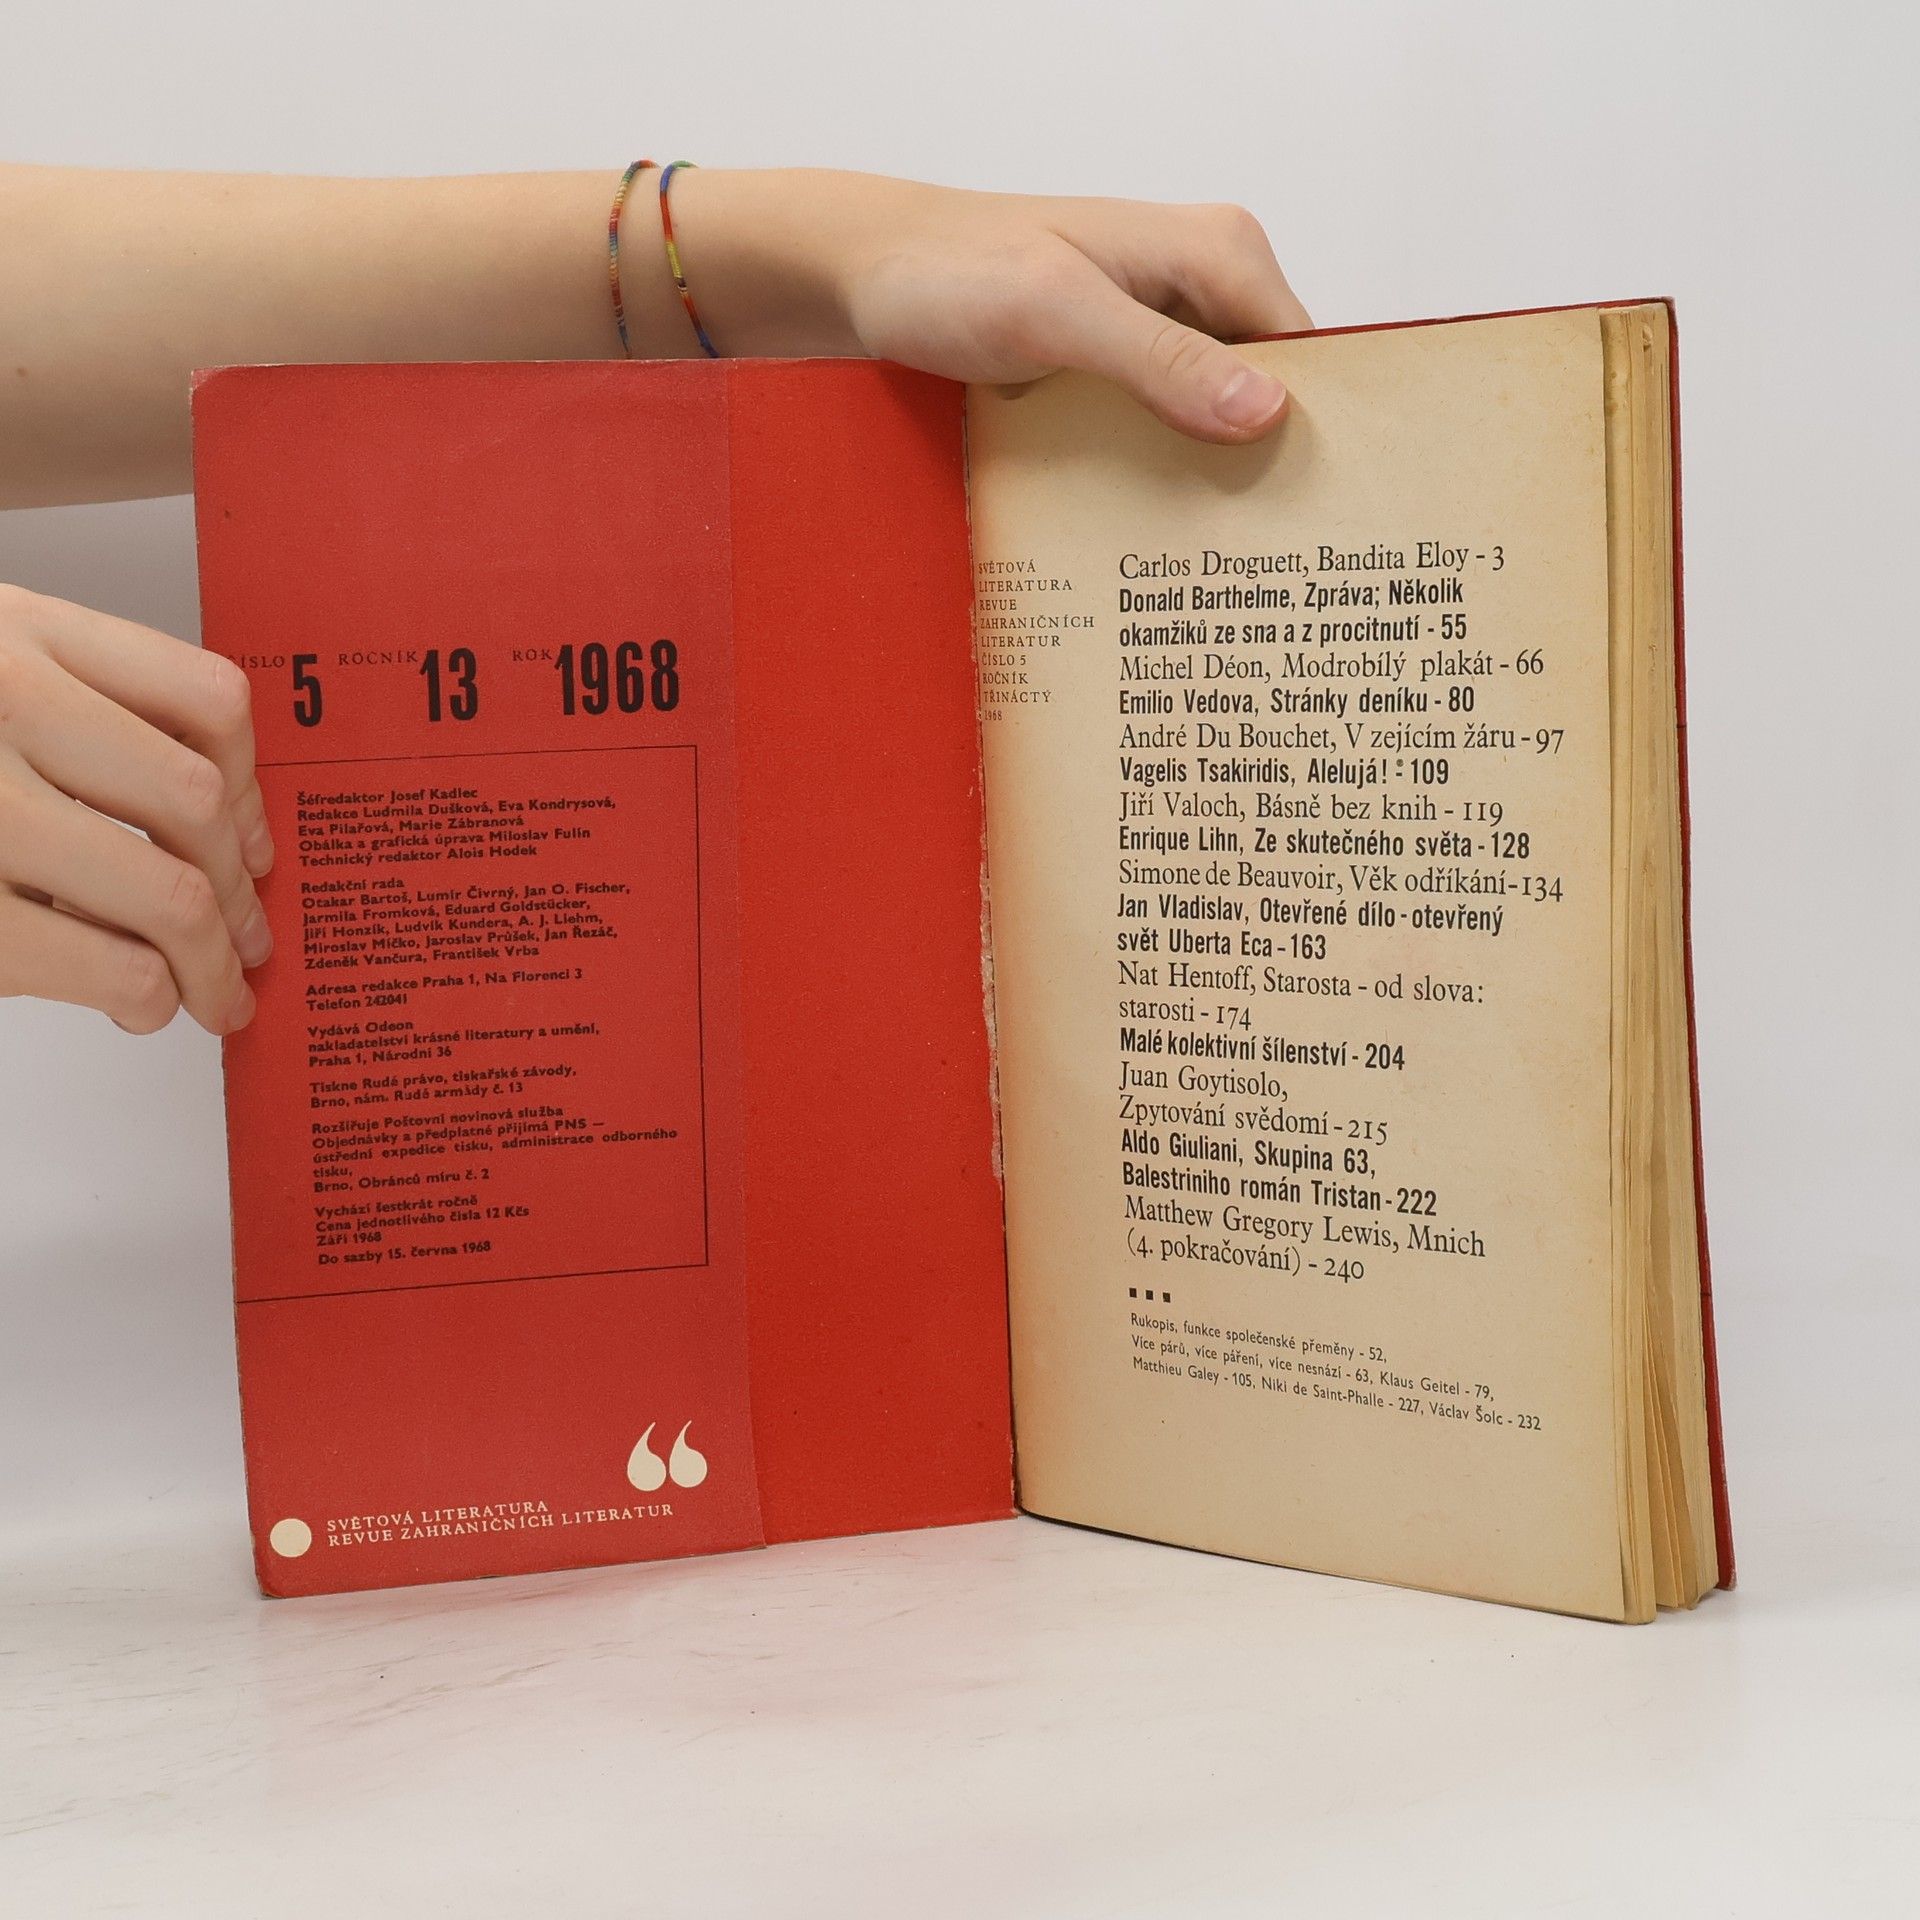 ČÍSLO 5 ROČNÍK 13 ROK 1968
Šéfredaktor Josef Kadlec
Redakce Ludmila Dušková, Eva Kondrysová,
Eva Pilařová, Marie Zábranová
Obálka a grafická úprava Miloslav Fulín
Technický redaktor Alois Hodek
Redakční rada
Otakar Bartoš, Lumír Čivrný, Jan O. Fischer,
Jarmila Fromková, Eduard Goldstücker,
Jiří Honzík, Ludvík Kundera, A. J. Liehm,
Miroslav Míčko, Jaroslav Průšek, Jan Řezáč,
Zdeněk Vančura, František Vrba
Adresa redakce Praha 1, Na Florenci 3
Telefon 242041
Vydává Odeon
nakladatelství krásné literatury a umění,
Praha 1, Národní 36
Tiskne Rudé právo, tiskařské závody,
Brno, nám. Rudé armády č. 13
Rozšiřuje Poštovní novinová služba
Objednávky a předplatné přijímá PNS —
ústřední expedice tisku, administrace odborného
tisku,
Brno, Obránců míru č. 2
Vychází šestkrát ročně
Cena jednotlivého čísla 12 Kčs
Září 1968
Do sazby 15. června 1968
“
SVĚTOVÁ LITERATURA
REVUE ZAHRANIČNÍCH LITERATUR
SVĚTOVÁ
LITERATURA
REVUE
ZAHRANIČNÍCH
LITERATUR
ČÍSLO 5
ROČNÍK
TŘINÁCTÝ
1968
Carlos Droguett, Bandita Eloy - 3
Donald Barthelme, Zpráva; Několik
okamžiků ze sna a z procitnutí - 55
Michel Déon, Modrobílý plakát - 66
Emilio Vedova, Stránky deníku - 80
André Du Bouchet, V zejícím žáru - 97
Vagelis Tsakiridis, Alelujá! - 109
Jiří Valoch, Básně bez knih - 119
Enrique Lihn, Ze skutečného světa - 128
Simone de Beauvoir, Věk odříkání - 134
Jan Vladislav, Otevřené dílo - otevřený
svět Uberta Eca - 163
Nat Hentoff, Starosta - od slova:
starosti - 174
Malé kolektivní šílenství - 204
Juan Goytisolo,
Zpytování svědomí - 215
Aldo Giuliani, Skupina 63,
Balestriniho román Tristan - 222
Matthew Gregory Lewis, Mnich
(4. pokračování) - 240
Rukopis, funkce společenské přeměny - 52,
Více párů, více páření, více nesnází - 63, Klaus Geitel - 79,
Matthieu Galey - 105, Niki de Saint-Phalle - 227, Václav Šolc - 232